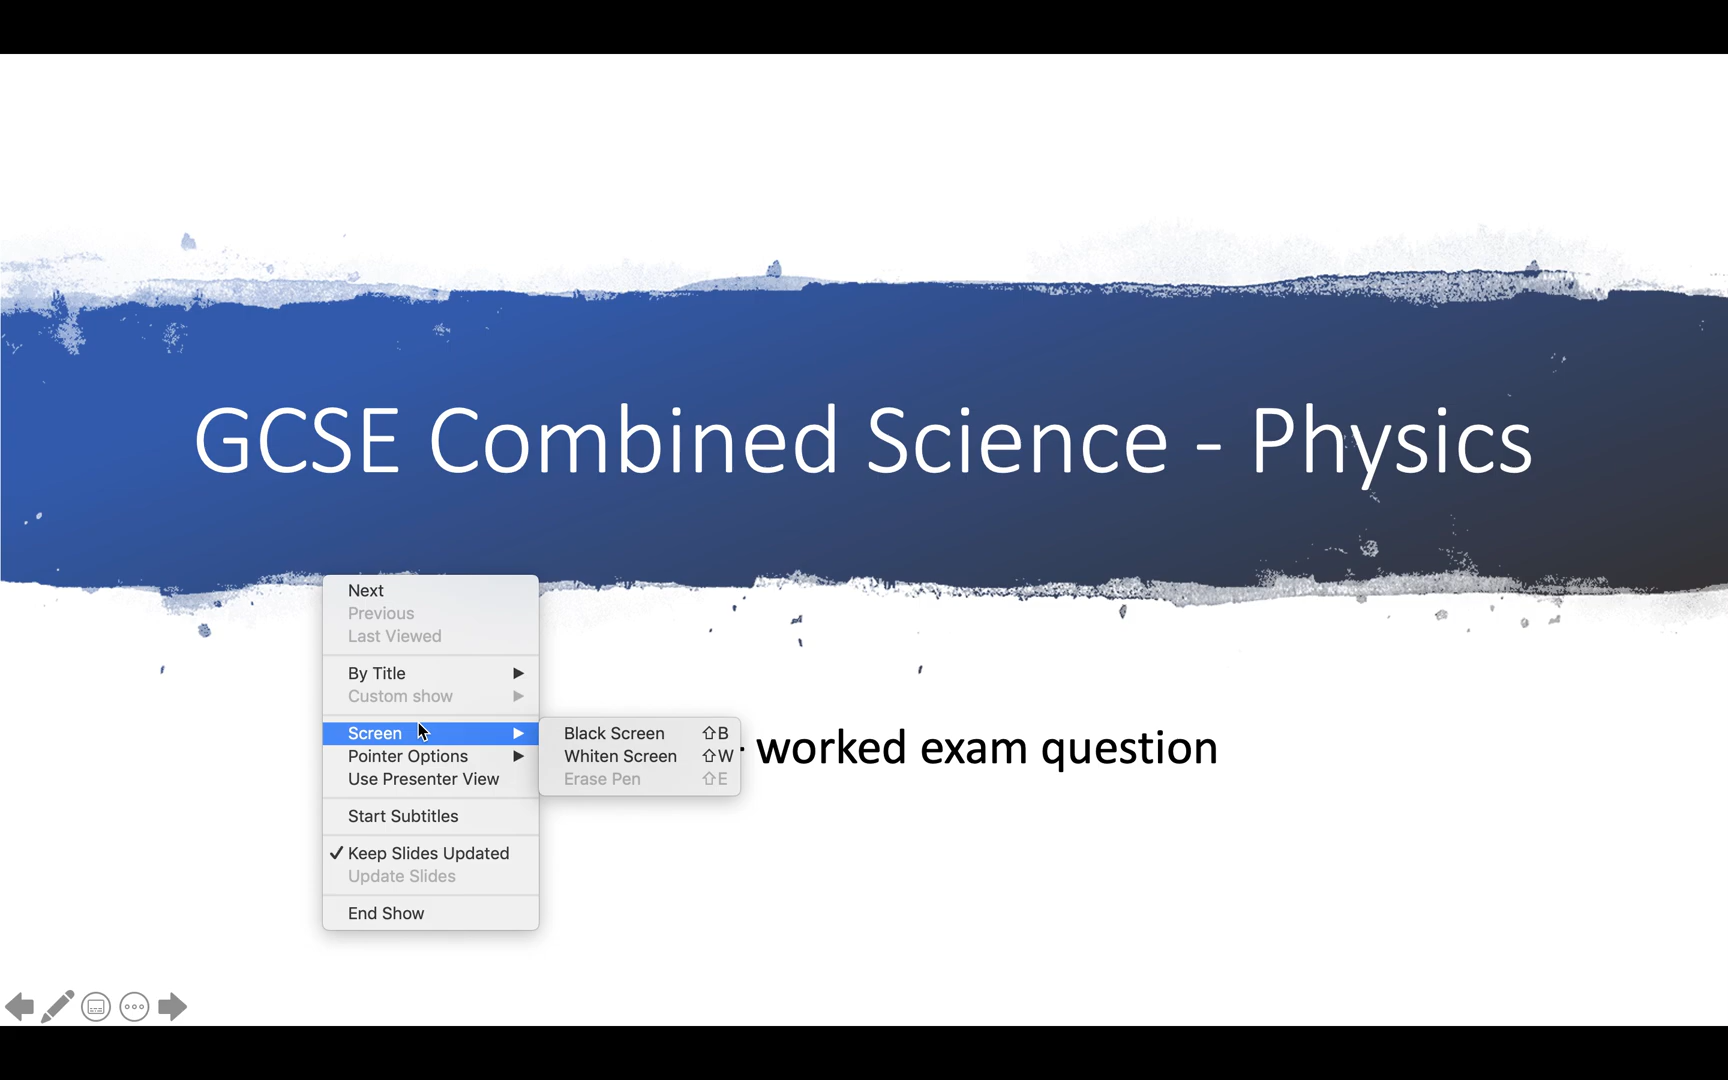 GCSE Combined Science - Physics
Next
Previous
Last Viewed
By Title
Custom show
Screen
Pointer Options
Use Presenter View
Start Subtitles
✓ Keep Slides Updated
Update Slides
End Show
Black Screen ⇧B
Whiten Screen ⇧W
Erase Pen ⇧E
- worked exam question